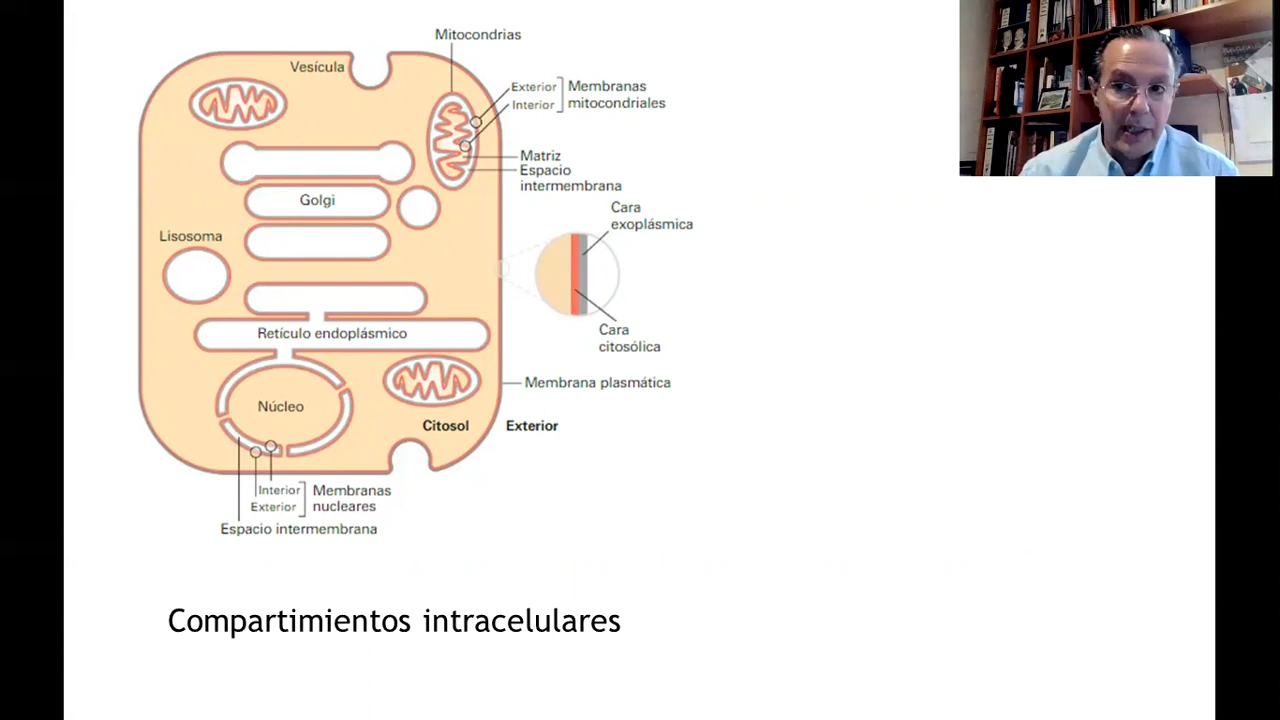 Mitocondrias
Vesícula
Exterior
Interior
Membranas
mitocondriales
Matriz
Espacio
intermembrana
Golgi
Cara
exoplásmica
Lisosoma
Cara
citosólica
Retículo endoplásmico
Membrana plasmática
Núcleo
Citosol
Exterior
Interior
Exterior
Membranas
nucleares
Espacio intermembrana
Compartimientos intracelulares